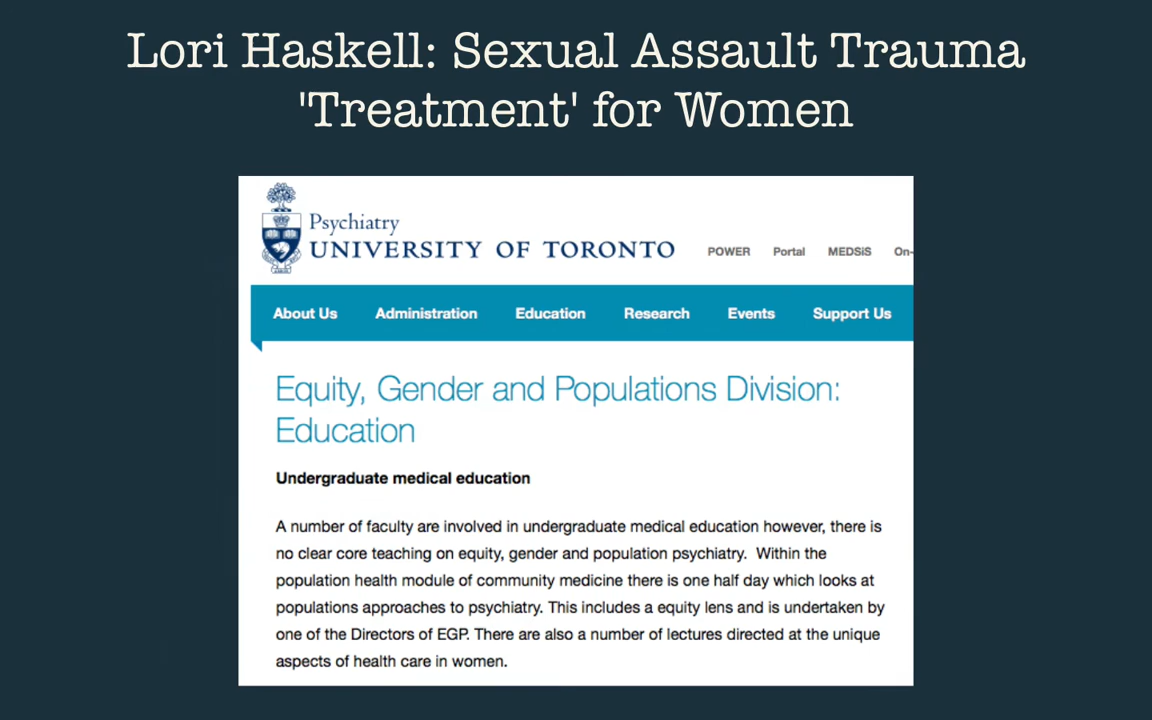 Lori Haskell: Sexual Assault Trauma
'Treatment' for Women
Psychiatry
UNIVERSITY OF TORONTO
POWER Portal MEDSiS On-
About Us Administration Education Research Events Support Us
Equity, Gender and Populations Division:
Education
Undergraduate medical education
A number of faculty are involved in undergraduate medical education however, there is
no clear core teaching on equity, gender and population psychiatry. Within the
population health module of community medicine there is one half day which looks at
populations approaches to psychiatry. This includes a equity lens and is undertaken by
one of the Directors of EGP. There are also a number of lectures directed at the unique
aspects of health care in women.